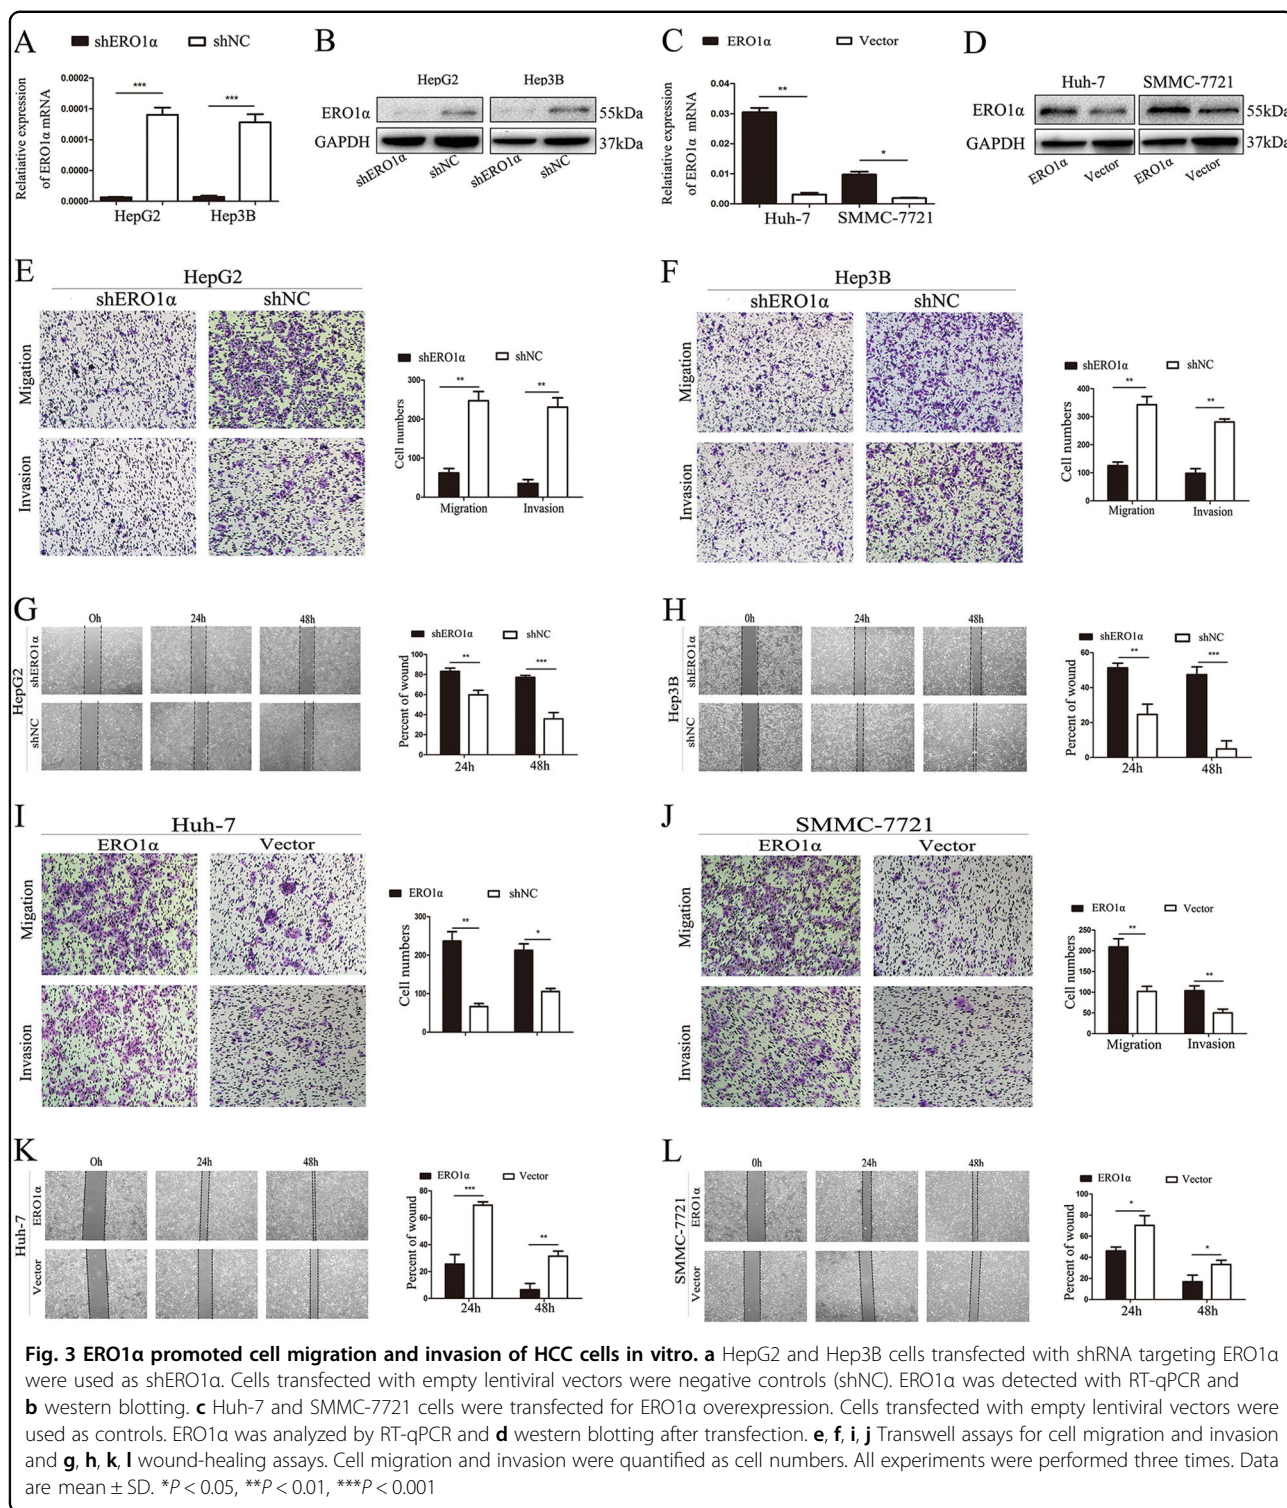 A
shERO1α
shNC
Relatiative expression
of ERO1α mRNA
0.0002
0.0001
0.0001
0.0000
0.0000
***
***
HepG2
Hep3B
B
HepG2
Hep3B
ERO1α
55kDa
GAPDH
37kDa
shERO1α
shNC
shERO1α
shNC
C
ERO1α
Vector
Relatiative expression
of ERO1α mRNA
0.04
0.03
0.02
0.01
0.00
**
*
Huh-7
SMMC-7721
D
Huh-7
SMMC-7721
ERO1α
55kDa
GAPDH
37kDa
ERO1α
Vector
ERO1α
Vector
E
HepG2
shERO1α
shNC
Migation
Invasion
shERO1α
shNC
Cell numbers
300
200
100
0
**
**
Migration
Invasion
F
Hep3B
shERO1α
shNC
Migation
Invasion
shERO1α
shNC
Cell numbers
400
300
200
100
0
**
**
Migration
Invasion
G
Oh
24h
48h
HepG2
shERO1α
shNC
shERO1α
shNC
Percent of wound
100
80
60
40
20
0
**
***
24h
48h
H
0h
24h
48h
Hep3B
shERO1α
shNC
shERO1α
shNC
Percent of wound
60
40
20
0
**
***
24h
48h
I
Huh-7
ERO1α
Vector
Migation
Invasion
ERO1α
shNC
Cell numbers
300
200
100
0
**
*
J
SMMC-7721
ERO1α
Vector
Migation
Invasion
ERO1α
Vector
Cell numbers
250
200
150
100
50
0
**
**
Migration
Invasion
K
Oh
24h
48h
Huh-7
ERO1α
Vector
ERO1α
Vector
Percent of wound
80
60
40
20
0
***
**
24h
48h
L
0h
24h
48h
SMMC-7721
ERO1α
Vector
ERO1α
Vector
Percent of wound
100
80
60
40
20
0
*
*
24h
48h
Fig. 3 ERO1α promoted cell migration and invasion of HCC cells in vitro. a HepG2 and Hep3B cells transfected with shRNA targeting ERO1α
were used as shERO1α. Cells transfected with empty lentiviral vectors were negative controls (shNC). ERO1α was detected with RT-qPCR and
b western blotting. c Huh-7 and SMMC-7721 cells were transfected for ERO1α overexpression. Cells transfected with empty lentiviral vectors were
used as controls. ERO1α was analyzed by RT-qPCR and d western blotting after transfection. e, f, i, j Transwell assays for cell migration and invasion
and g, h, k, l wound-healing assays. Cell migration and invasion were quantified as cell numbers. All experiments were performed three times. Data
are mean ± SD. *P < 0.05, **P < 0.01, ***P < 0.001